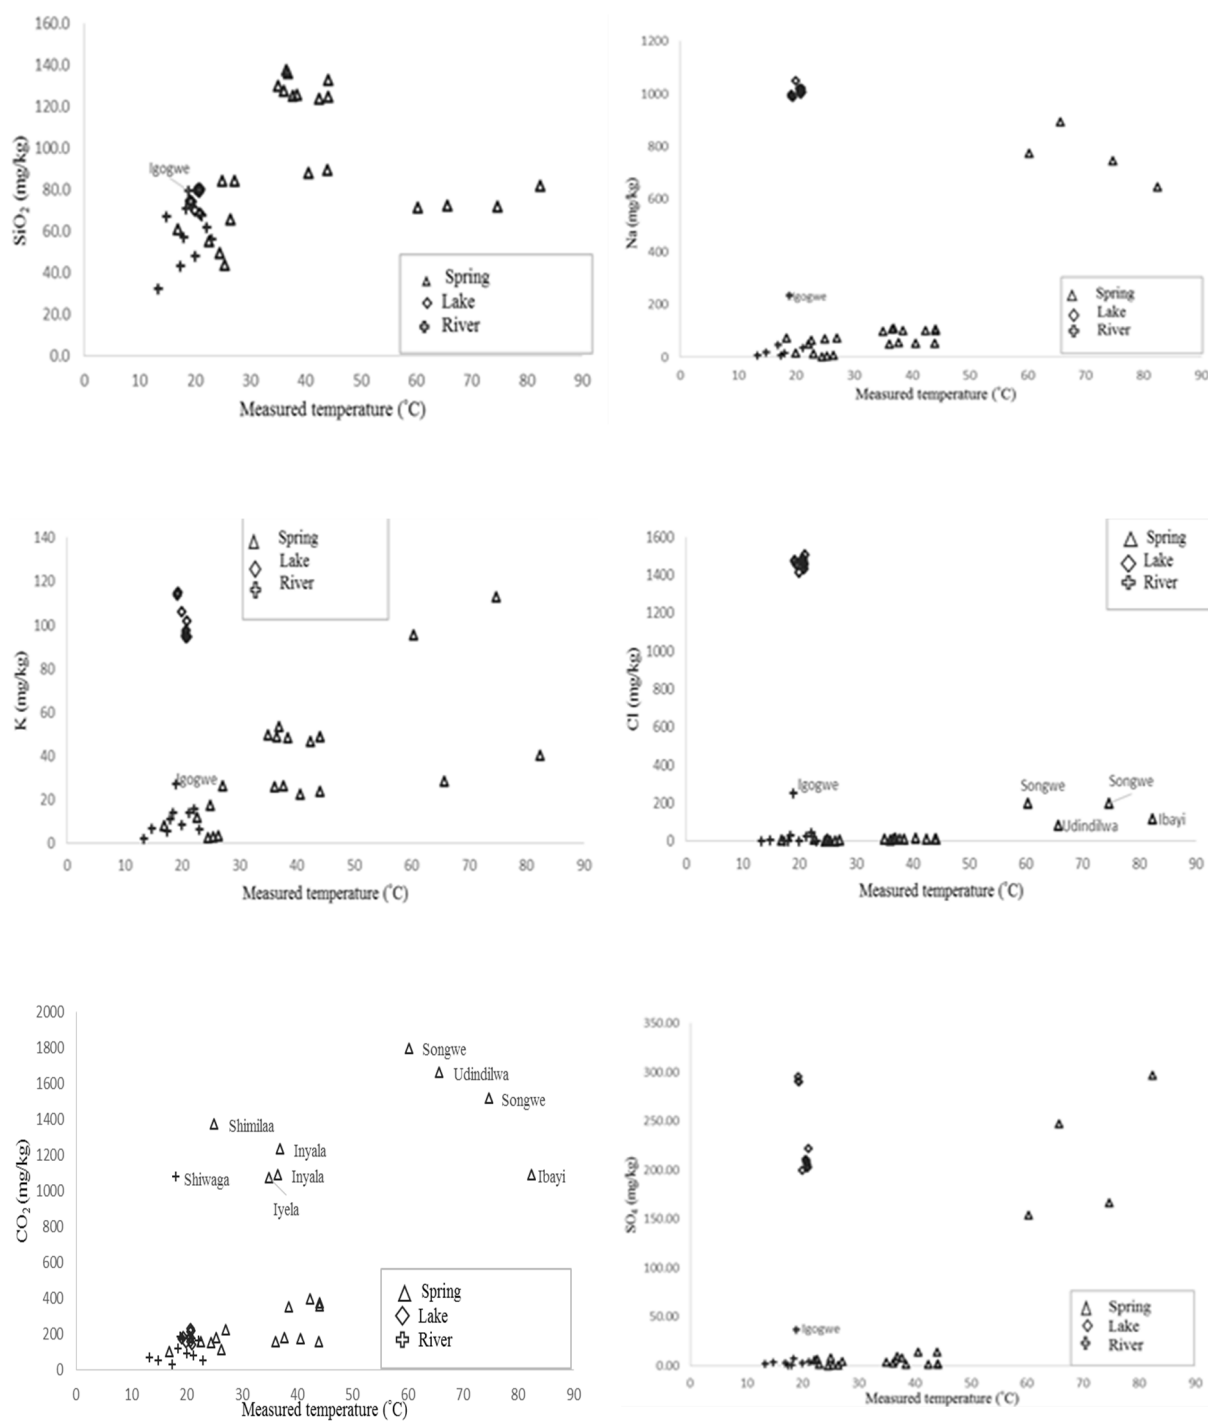 160.0
140.0
120.0
100.0
80.0
60.0
40.0
20.0
0.0
SiO₂ (mg/kg)
Igogwe
Spring
Lake
River
0 10 20 30 40 50 60 70 80 90
Measured temperature (°C)
1200
1000
800
600
400
200
0
Na (mg/kg)
Igogwe
Spring
Lake
River
0 10 20 30 40 50 60 70 80 90
Measured temperature (°C)
140
120
100
80
60
40
20
0
K (mg/kg)
Spring
Lake
River
Igogwe
0 10 20 30 40 50 60 70 80 90
Measured temperature (°C)
1600
1400
1200
1000
800
600
400
200
0
Cl (mg/kg)
Spring
Lake
River
Igogwe
Songwe
Songwe
Udindilwa
Ibayi
0 10 20 30 40 50 60 70 80 90
Measured temperature (°C)
2000
1800
1600
1400
1200
1000
800
600
400
200
0
CO₂ (mg/kg)
Songwe
Udindilwa
Songwe
Shimilaa
Inyala
Shiwaga
Inyala
Ibayi
Iyela
Spring
Lake
River
0 10 20 30 40 50 60 70 80 90
Measured temperature (°C)
350.00
300.00
250.00
200.00
150.00
100.00
50.00
0.00
SO₄ (mg/kg)
Igogwe
Spring
Lake
River
0 10 20 30 40 50 60 70 80 90
Measured temperature (°C)